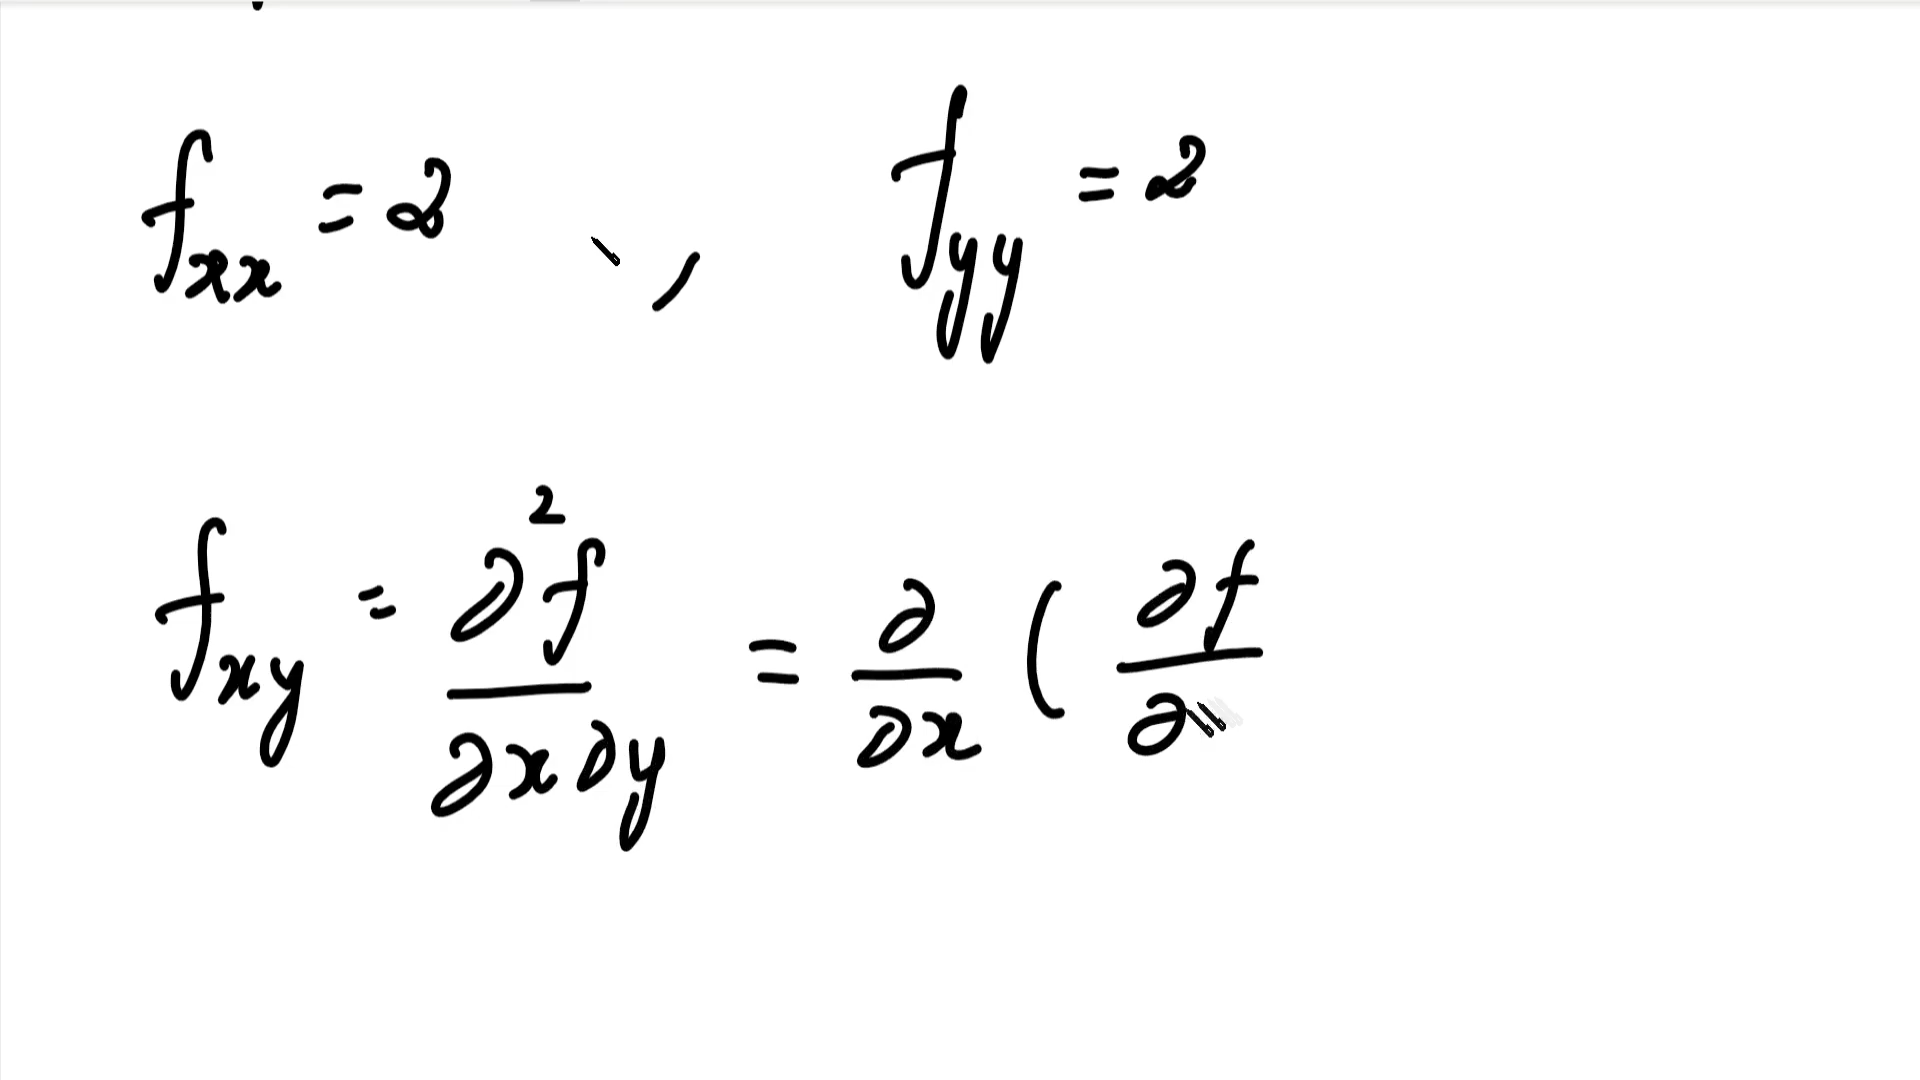 f_xx = 2 , f_yy = 2
f_xy = ∂²f/∂x∂y = ∂/∂x ( ∂f/∂